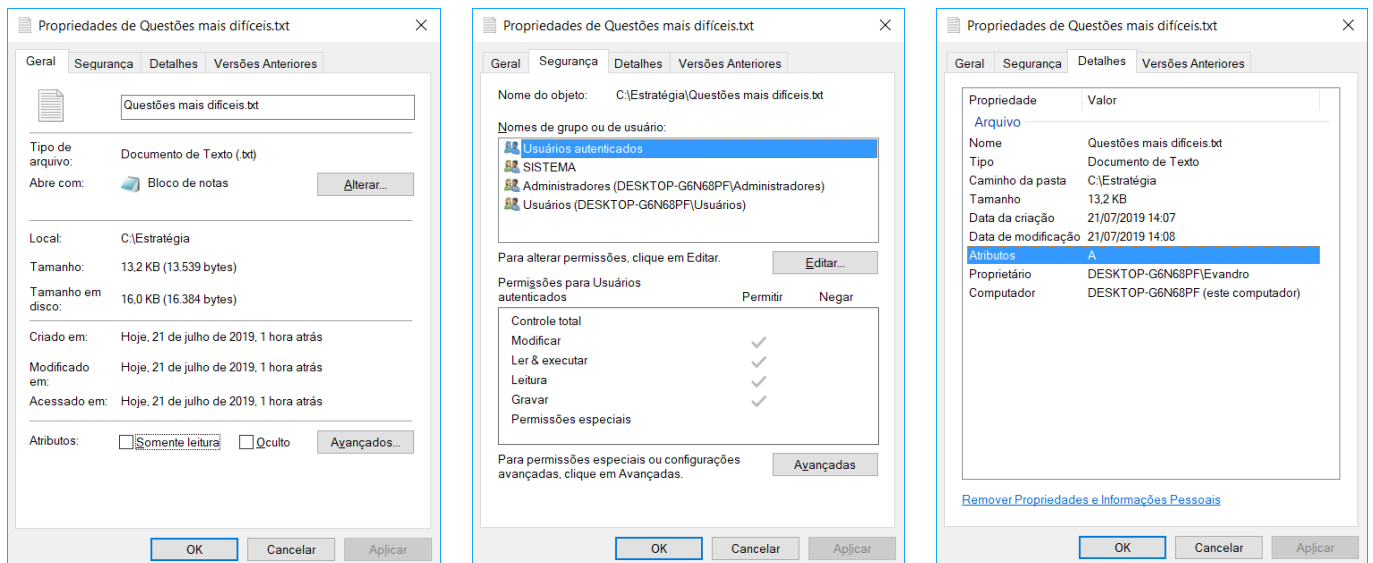 Propriedades de Questões mais difíceis.txt
Geral Segurança Detalhes Versões Anteriores
Questões mais difíceis.txt
Tipo de arquivo: Documento de Texto (.txt)
Abre com: Bloco de notas Alterar...
Local: C:\Estratégia
Tamanho: 13,2 KB (13.539 bytes)
Tamanho em disco: 16,0 KB (16.384 bytes)
Criado em: Hoje, 21 de julho de 2019, 1 hora atrás
Modificado em: Hoje, 21 de julho de 2019, 1 hora atrás
Acessado em: Hoje, 21 de julho de 2019, 1 hora atrás
Atributos: Somente leitura Oculto Avançados...
OK Cancelar Aplicar
Propriedades de Questões mais difíceis.txt
Geral Segurança Detalhes Versões Anteriores
Nome do objeto: C:\Estratégia\Questões mais difíceis.txt
Nomes de grupo ou de usuário:
Usuários autenticados
SISTEMA
Administradores (DESKTOP-G6N68PF\Administradores)
Usuários (DESKTOP-G6N68PF\Usuários)
Para alterar permissões, clique em Editar. Editar...
Permissões para Usuários
autenticados Permitir Negar
Controle total
Modificar
Ler & executar
Leitura
Gravar
Permissões especiais
Para permissões especiais ou configurações
avançadas, clique em Avançadas. Avançadas
OK Cancelar Aplicar
Propriedades de Questões mais difíceis.txt
Geral Segurança Detalhes Versões Anteriores
Propriedade Valor
Arquivo
Nome Questões mais difíceis.txt
Tipo Documento de Texto
Caminho da pasta C:\Estratégia
Tamanho 13,2 KB
Data da criação 21/07/2019 14:07
Data de modificação 21/07/2019 14:08
Atributos A
Proprietário DESKTOP-G6N68PF\Evandro
Computador DESKTOP-G6N68PF (este computador)
Remover Propriedades e Informações Pessoais
OK Cancelar Aplicar